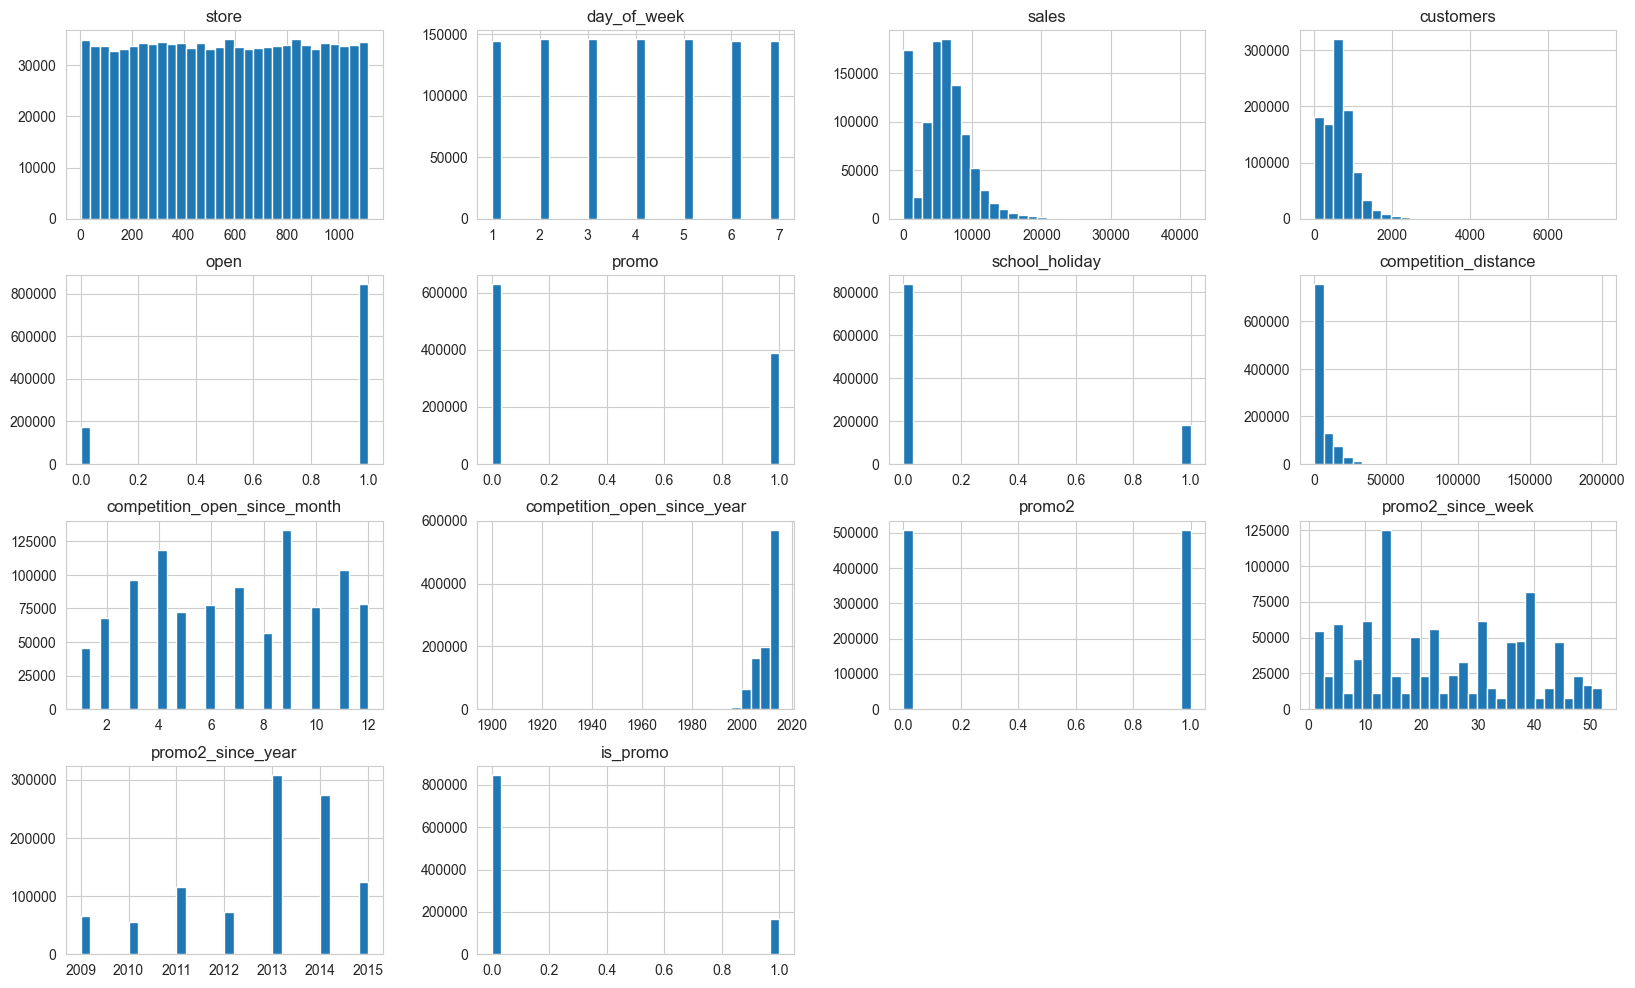 store
30000
20000
10000
0
0 200 400 600 800 1000
day_of_week
150000
100000
50000
0
1 2 3 4 5 6 7
sales
150000
100000
50000
0
0 10000 20000 30000 40000
customers
300000
200000
100000
0
0 2000 4000 6000
open
800000
600000
400000
200000
0
0.0 0.2 0.4 0.6 0.8 1.0
promo
600000
400000
200000
0
0.0 0.2 0.4 0.6 0.8 1.0
school_holiday
800000
600000
400000
200000
0
0.0 0.2 0.4 0.6 0.8 1.0
competition_distance
600000
400000
200000
0
0 50000 100000 150000 200000
competition_open_since_month
125000
100000
75000
50000
25000
0
2 4 6 8 10 12
competition_open_since_year
600000
400000
200000
0
1900 1920 1940 1960 1980 2000 2020
promo2
500000
400000
300000
200000
100000
0
0.0 0.2 0.4 0.6 0.8 1.0
promo2_since_week
125000
100000
75000
50000
25000
0
0 10 20 30 40 50
promo2_since_year
300000
200000
100000
0
2009 2010 2011 2012 2013 2014 2015
is_promo
800000
600000
400000
200000
0
0.0 0.2 0.4 0.6 0.8 1.0